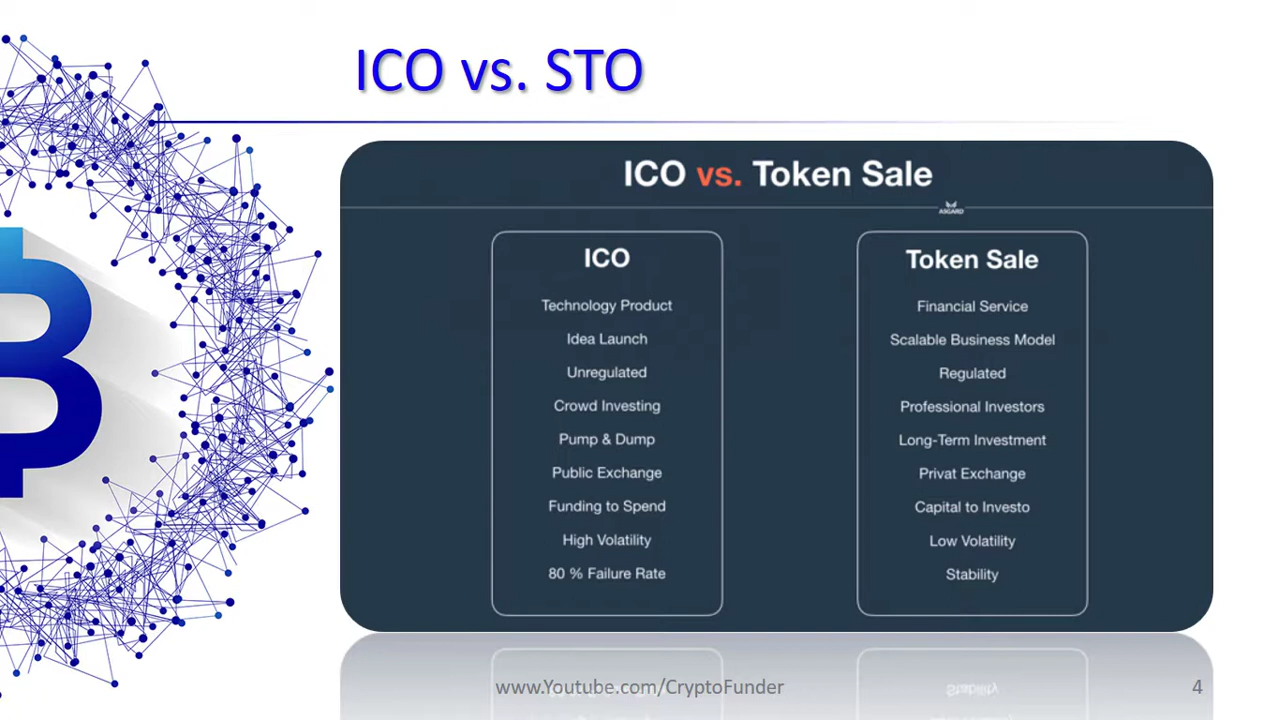 ICO vs. STO
ICO vs. Token Sale
ASGARD
ICO
Technology Product
Idea Launch
Unregulated
Crowd Investing
Pump & Dump
Public Exchange
Funding to Spend
High Volatility
80 % Failure Rate
Token Sale
Financial Service
Scalable Business Model
Regulated
Professional Investors
Long-Term Investment
Privat Exchange
Capital to Investo
Low Volatility
Stability
www.Youtube.com/CryptoFunder
4